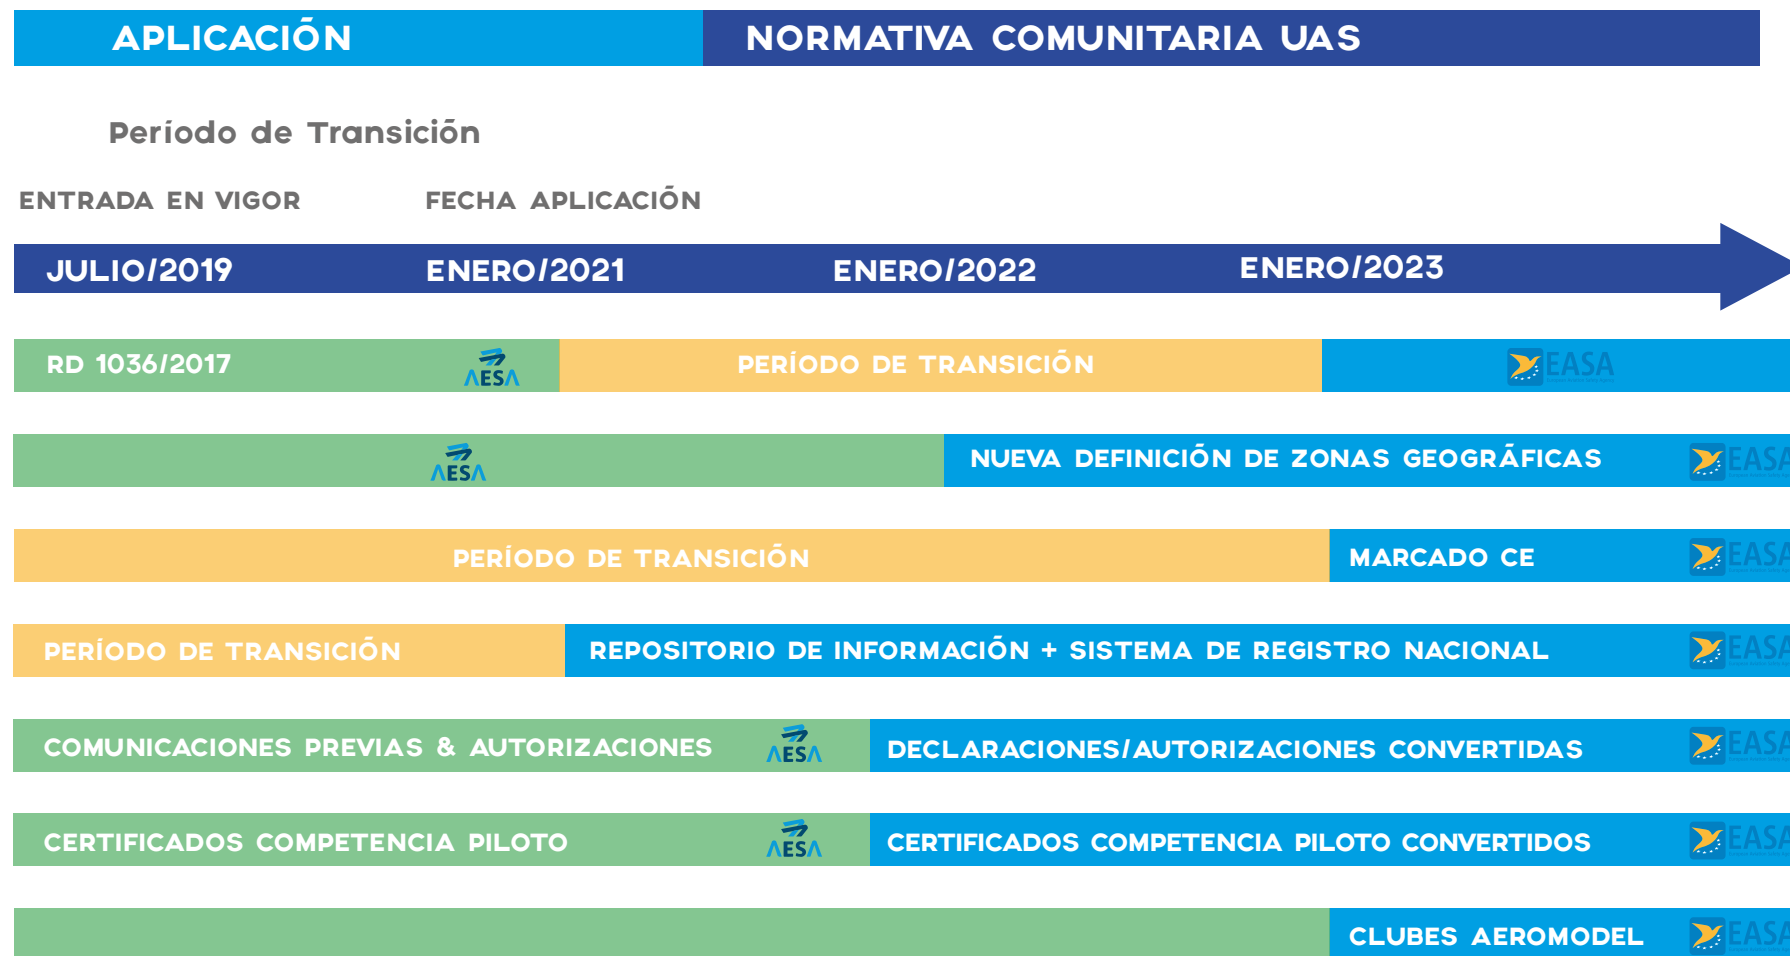 APLICACIÓN
NORMATIVA COMUNITARIA UAS
Período de Transición
ENTRADA EN VIGOR
FECHA APLICACIÓN
JULIO/2019
ENERO/2021
ENERO/2022
ENERO/2023
RD 1036/2017
AESA
PERÍODO DE TRANSICIÓN
EASA
AESA
NUEVA DEFINICIÓN DE ZONAS GEOGRÁFICAS
EASA
PERÍODO DE TRANSICIÓN
MARCADO CE
EASA
PERÍODO DE TRANSICIÓN
REPOSITORIO DE INFORMACIÓN + SISTEMA DE REGISTRO NACIONAL
EASA
COMUNICACIONES PREVIAS & AUTORIZACIONES
AESA
DECLARACIONES/AUTORIZACIONES CONVERTIDAS
EASA
CERTIFICADOS COMPETENCIA PILOTO
AESA
CERTIFICADOS COMPETENCIA PILOTO CONVERTIDOS
EASA
CLUBES AEROMODEL
EASA